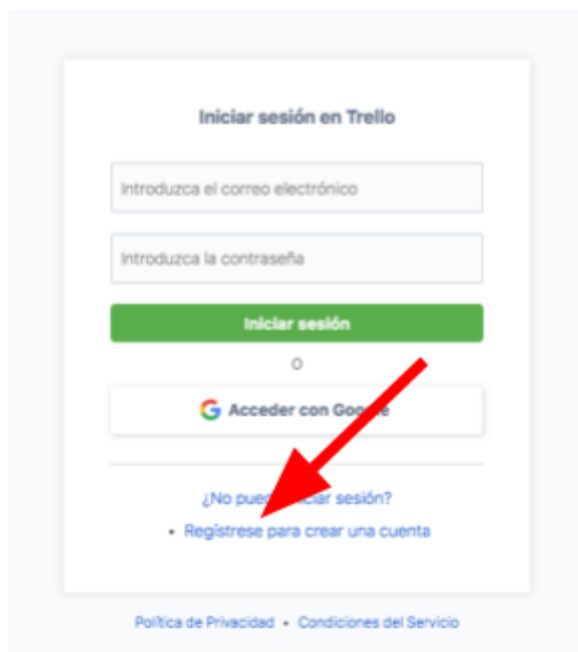 Iniciar sesión en Trello
Introduzca el correo electrónico
Introduzca la contraseña
Iniciar sesión
O
Acceder con
¿No iniciar sesión?
• Regístrese para crear una cuenta
Política de Privacidad • Condiciones del Servicio